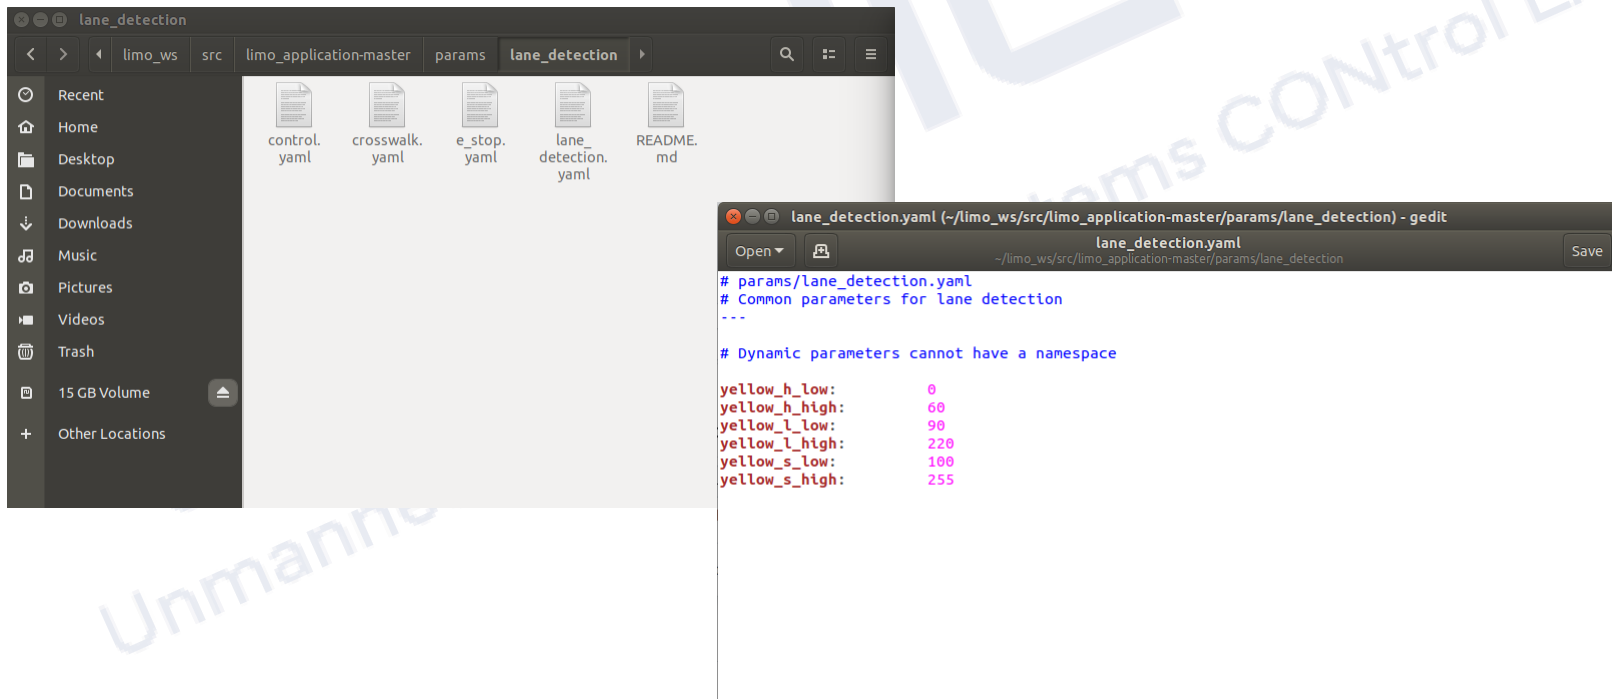 lane_detection
limo_ws src limo_application-master params lane_detection
Recent
Home
Desktop
Documents
Downloads
Music
Pictures
Videos
Trash
15 GB Volume
Other Locations
control.
yaml
crosswalk.
yaml
e_stop.
yaml
lane_
detection.
yaml
README.
md
lane_detection.yaml (~/limo_ws/src/limo_application-master/params/lane_detection) - gedit
Open
lane_detection.yaml
~/limo_ws/src/limo_application-master/params/lane_detection
Save
# params/lane_detection.yaml
# Common parameters for lane detection
---
# Dynamic parameters cannot have a namespace
yellow_h_low: 0
yellow_h_high: 60
yellow_l_low: 90
yellow_l_high: 220
yellow_s_low: 100
yellow_s_high: 255
CONtrol